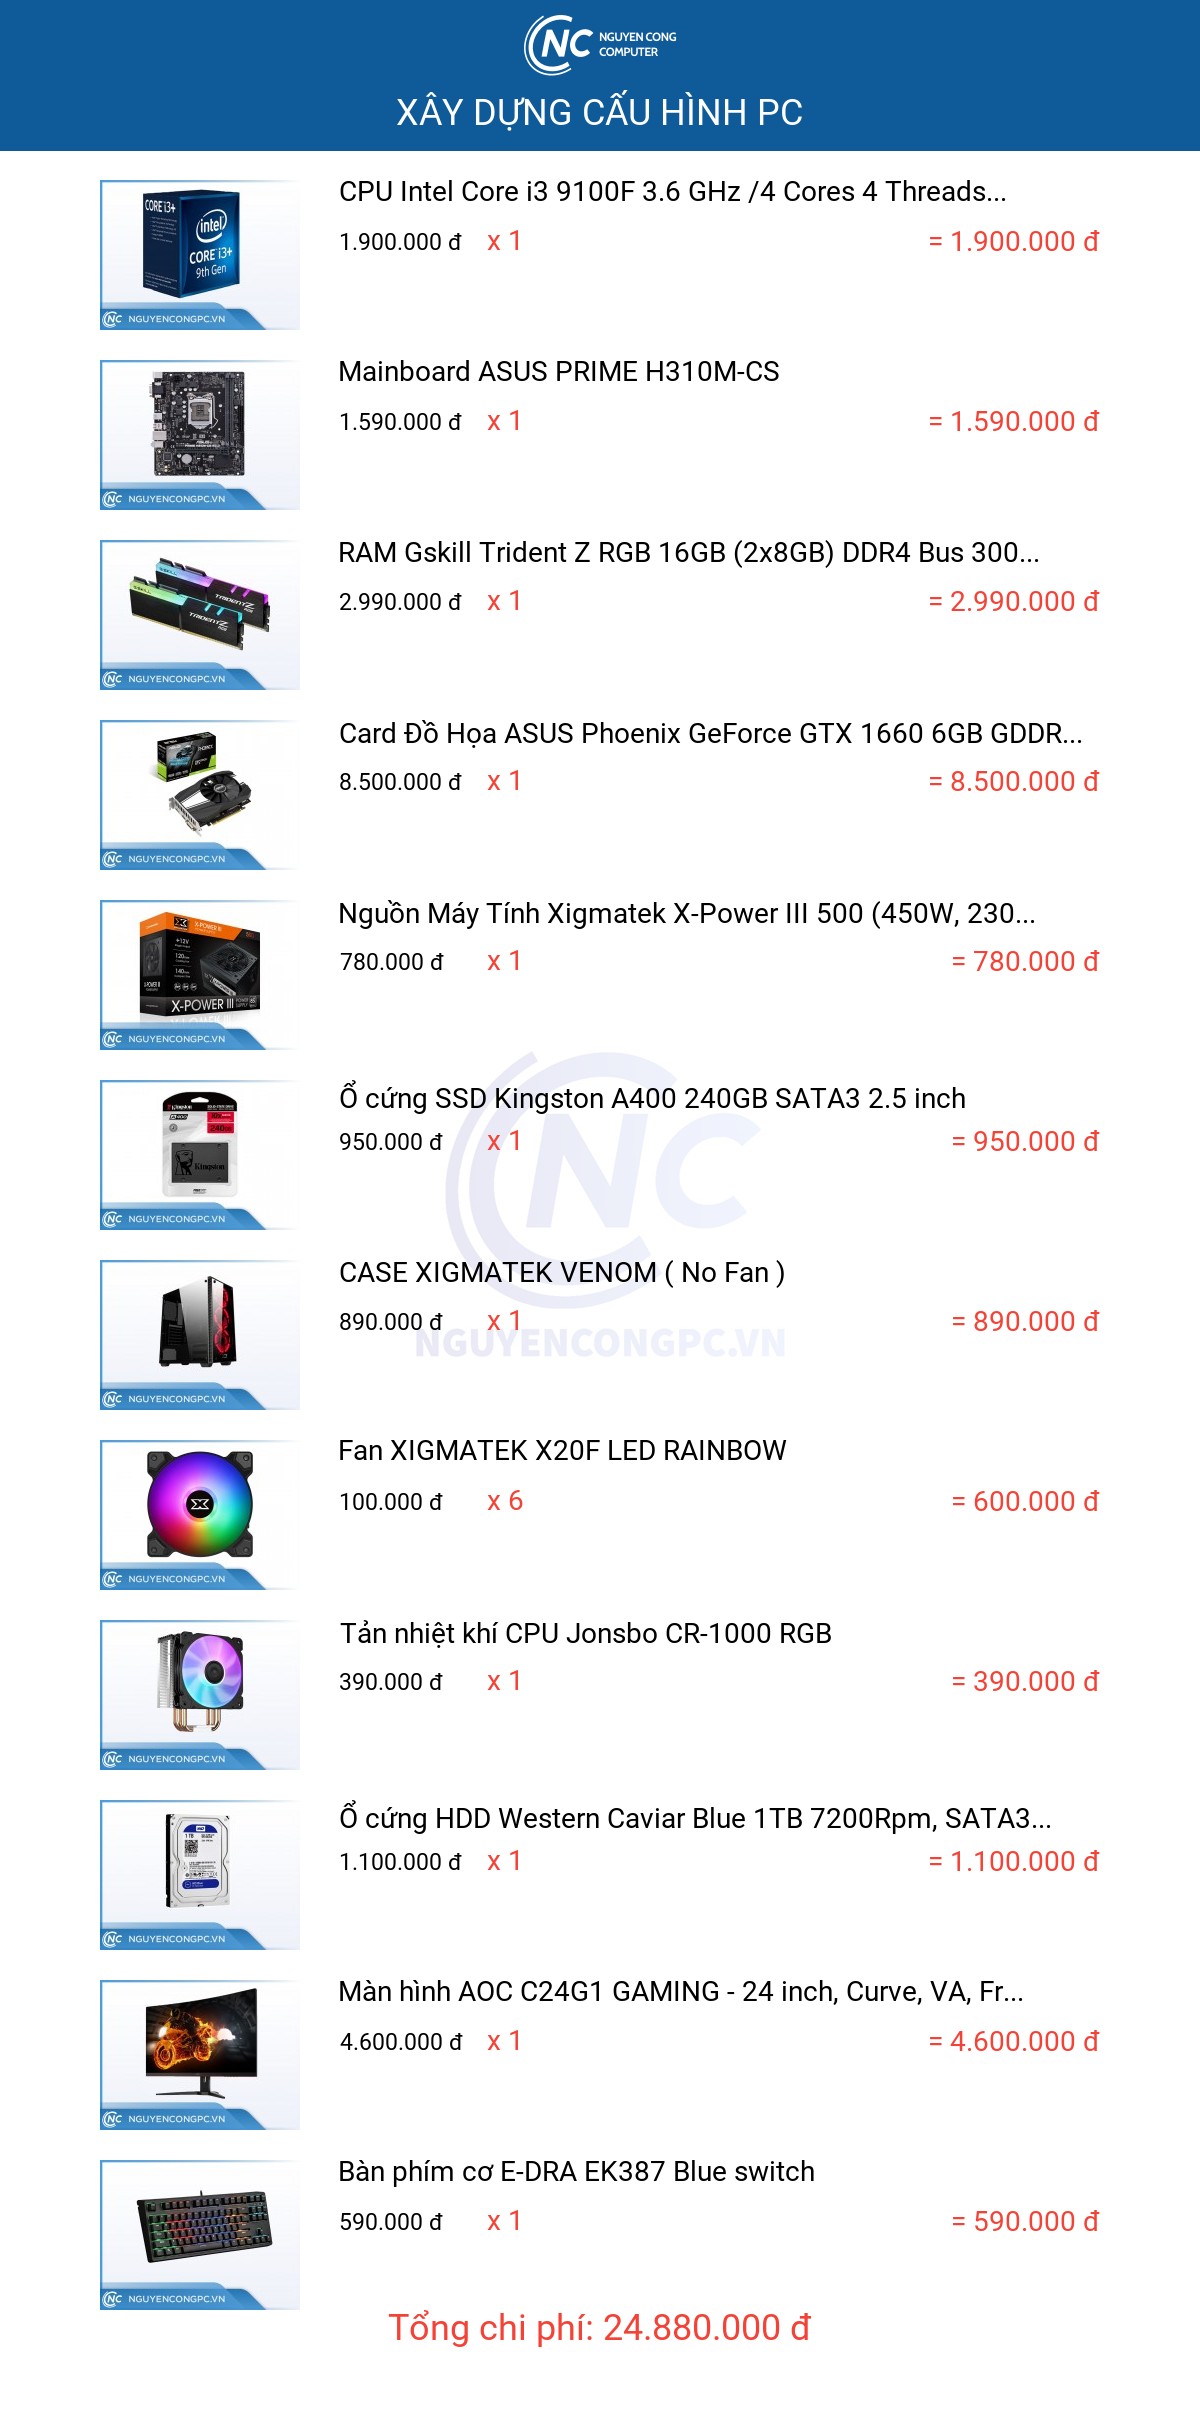 NC NGUYEN CONG
COMPUTER
XÂY DỰNG CẤU HÌNH PC
CPU Intel Core i3 9100F 3.6 GHz /4 Cores 4 Threads...
1.900.000 đ x 1 = 1.900.000 đ
CORE i3+
intel
CORE i3+
9th Gen
NC NGUYENCONGPC.VN
Mainboard ASUS PRIME H310M-CS
1.590.000 đ x 1 = 1.590.000 đ
NC NGUYENCONGPC.VN
RAM Gskill Trident Z RGB 16GB (2x8GB) DDR4 Bus 300...
2.990.000 đ x 1 = 2.990.000 đ
TRIDENT Z
TRIDENT Z
NC NGUYENCONGPC.VN
Card Đồ Họa ASUS Phoenix GeForce GTX 1660 6GB GDDR...
8.500.000 đ x 1 = 8.500.000 đ
NC NGUYENCONGPC.VN
Nguồn Máy Tính Xigmatek X-Power III 500 (450W, 230...
780.000 đ x 1 = 780.000 đ
X-POWER III
+12V
120mm
140mm
X-POWER III
NC NGUYENCONGPC.VN
Ổ cứng SSD Kingston A400 240GB SATA3 2.5 inch
950.000 đ x 1 = 950.000 đ
Kingston
240GB
Kingston
NC NGUYENCONGPC.VN
NC
CASE XIGMATEK VENOM ( No Fan )
890.000 đ x 1 = 890.000 đ
NGUYENCONGPC.VN
NC NGUYENCONGPC.VN
Fan XIGMATEK X20F LED RAINBOW
100.000 đ x 6 = 600.000 đ
NC NGUYENCONGPC.VN
Tản nhiệt khí CPU Jonsbo CR-1000 RGB
390.000 đ x 1 = 390.000 đ
NC NGUYENCONGPC.VN
Ổ cứng HDD Western Caviar Blue 1TB 7200Rpm, SATA3...
1.100.000 đ x 1 = 1.100.000 đ
1TB
NC NGUYENCONGPC.VN
Màn hình AOC C24G1 GAMING - 24 inch, Curve, VA, Fr...
4.600.000 đ x 1 = 4.600.000 đ
NC NGUYENCONGPC.VN
Bàn phím cơ E-DRA EK387 Blue switch
590.000 đ x 1 = 590.000 đ
NC NGUYENCONGPC.VN
Tổng chi phí: 24.880.000 đ